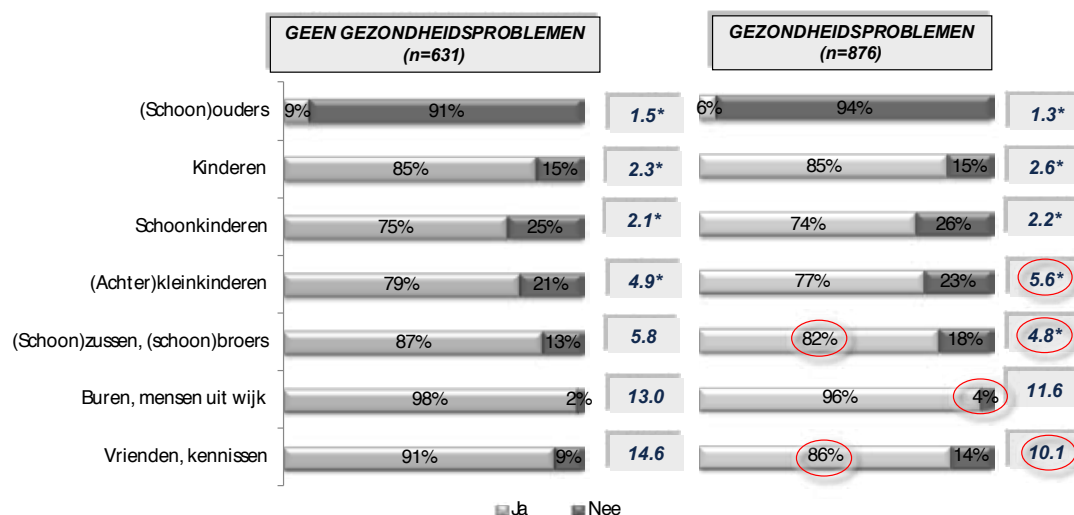 GEEN GEZONDHEIDSPROBLEMEN
(n=631)
GEZONDHEIDSPROBLEMEN
(n=876)
(Schoon)ouders 9% 91% 1.5* 6% 94% 1.3*
Kinderen 85% 15% 2.3* 85% 15% 2.6*
Schoonkinderen 75% 25% 2.1* 74% 26% 2.2*
(Achter)kleinkinderen 79% 21% 4.9* 77% 23% 5.6*
(Schoon)zussen, (schoon)broers 87% 13% 5.8 82% 18% 4.8*
Buren, mensen uit wijk 98% 2% 13.0 96% 4% 11.6
Vrienden, kennissen 91% 9% 14.6 86% 14% 10.1
Ja Nee